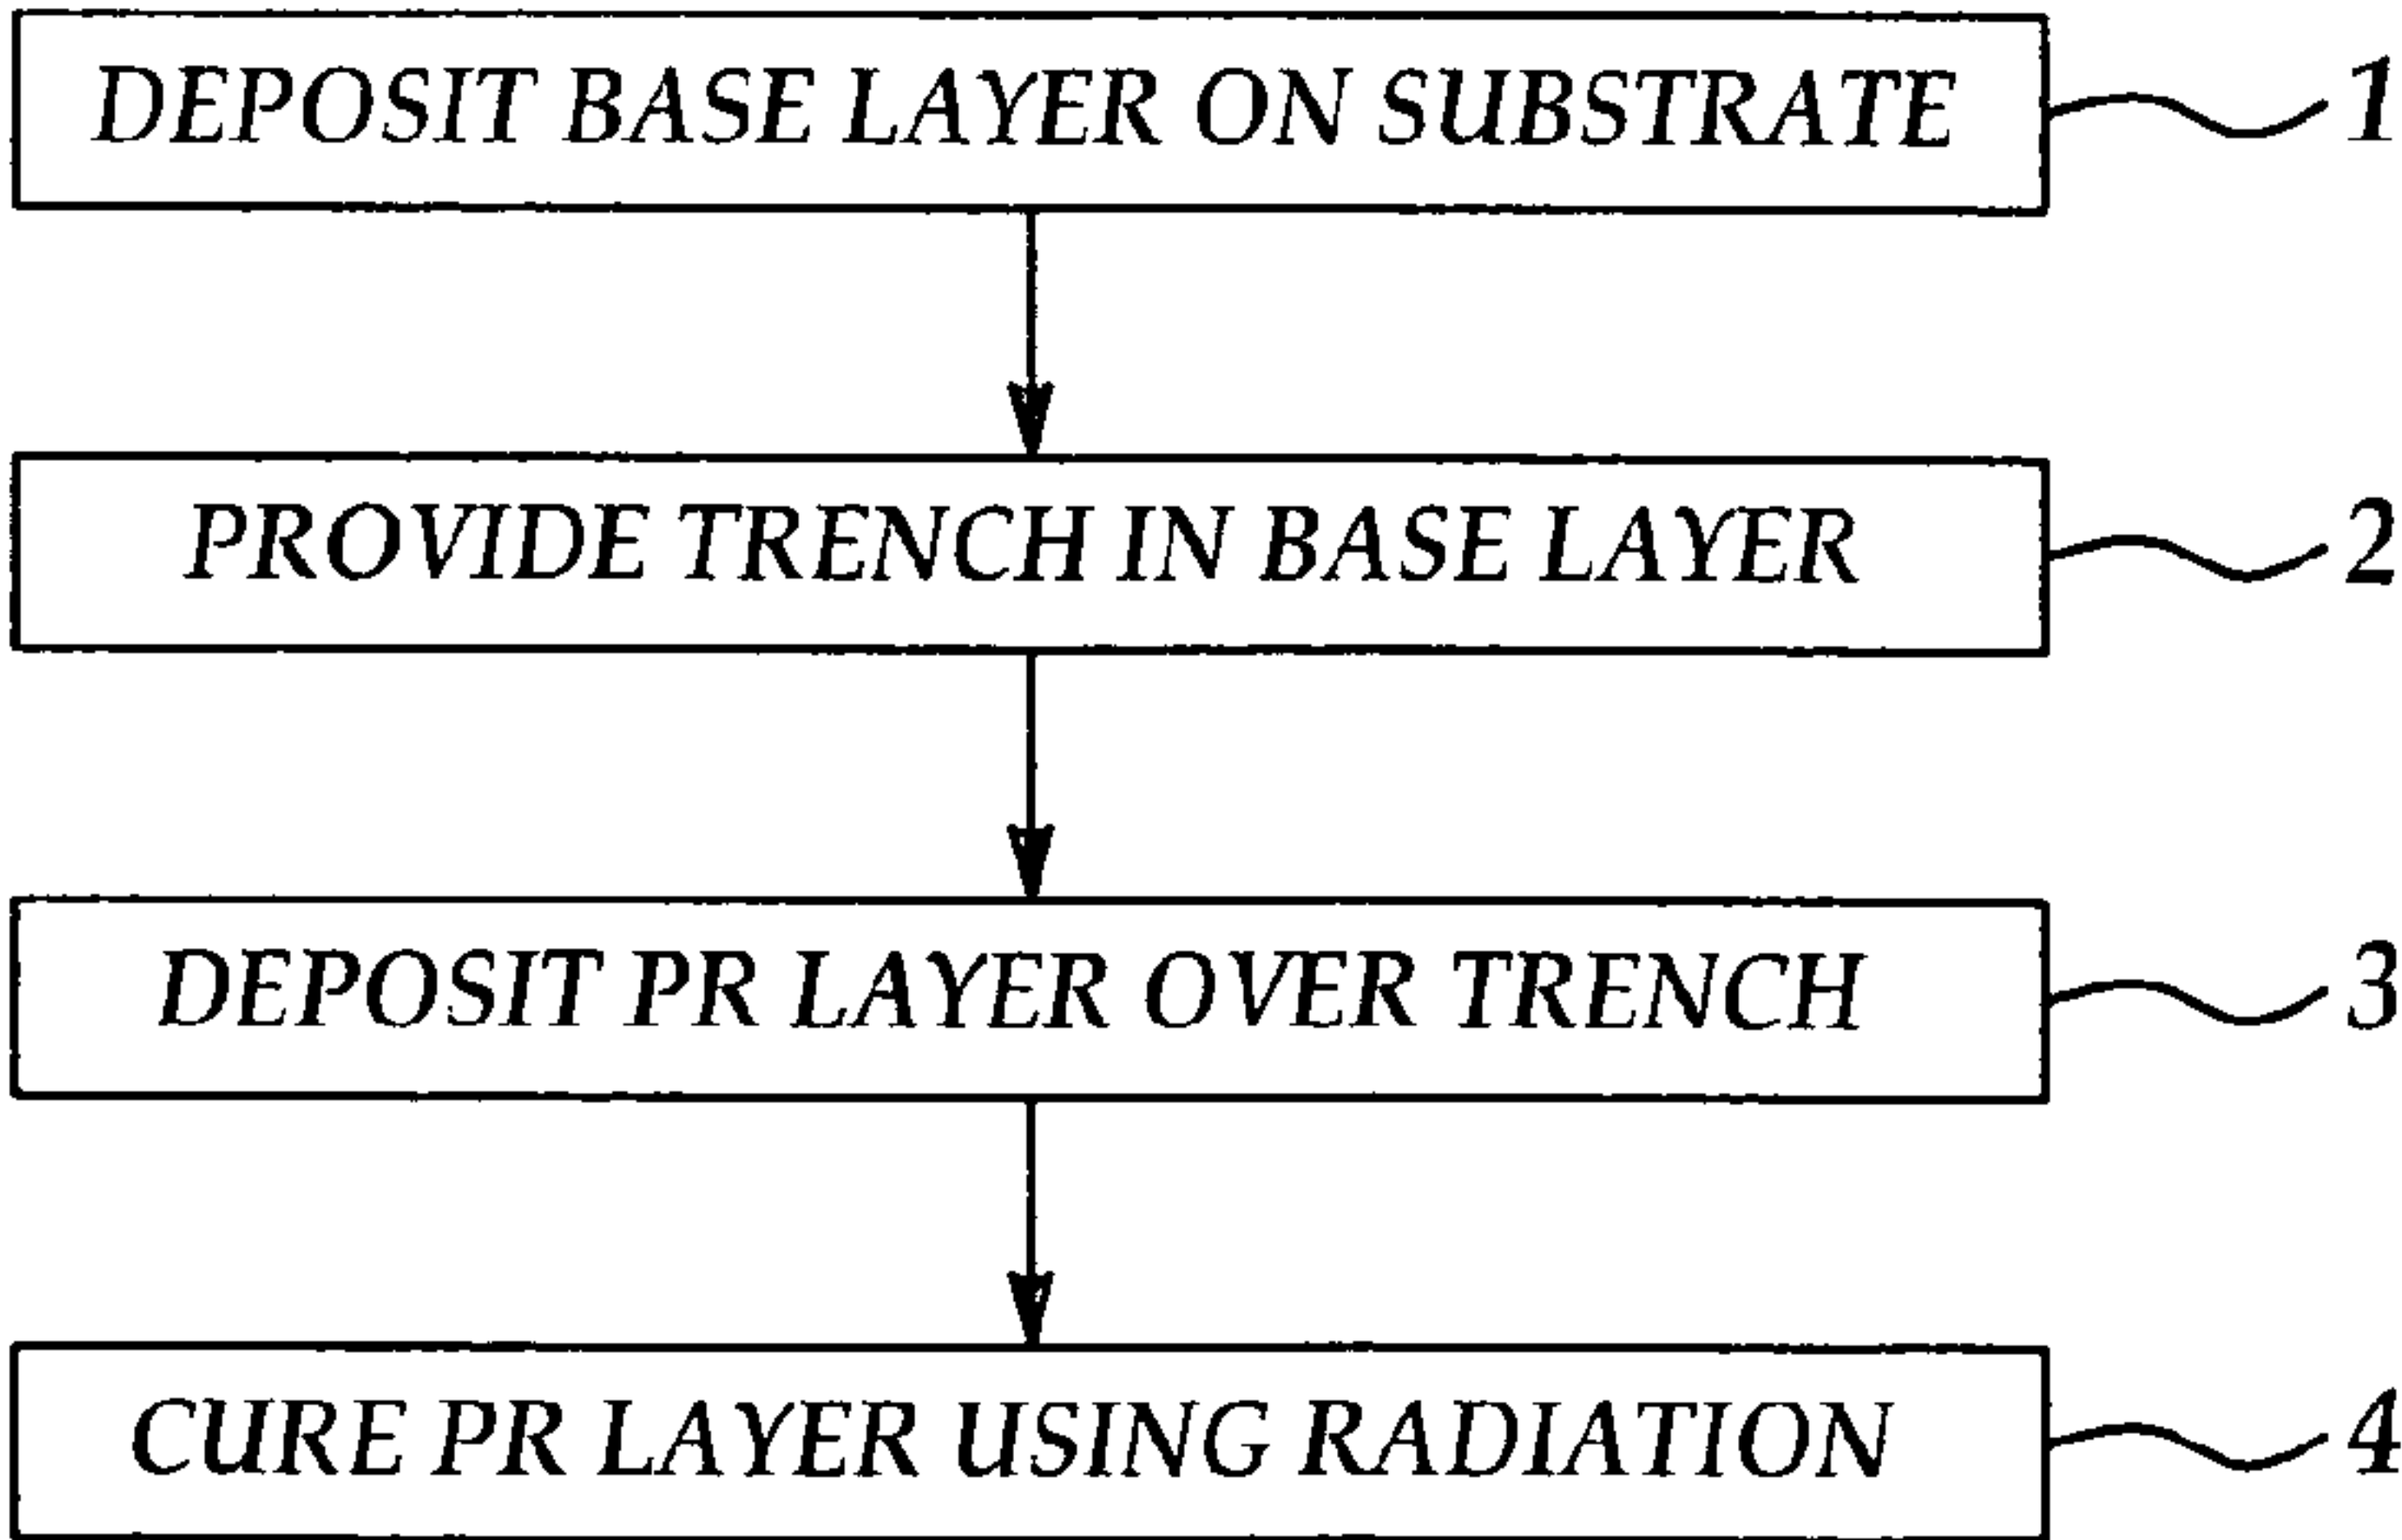 DEPOSIT BASE LAYER ON SUBSTRATE 1
PROVIDE TRENCH IN BASE LAYER 2
DEPOSIT PR LAYER OVER TRENCH 3
CURE PR LAYER USING RADIATION 4